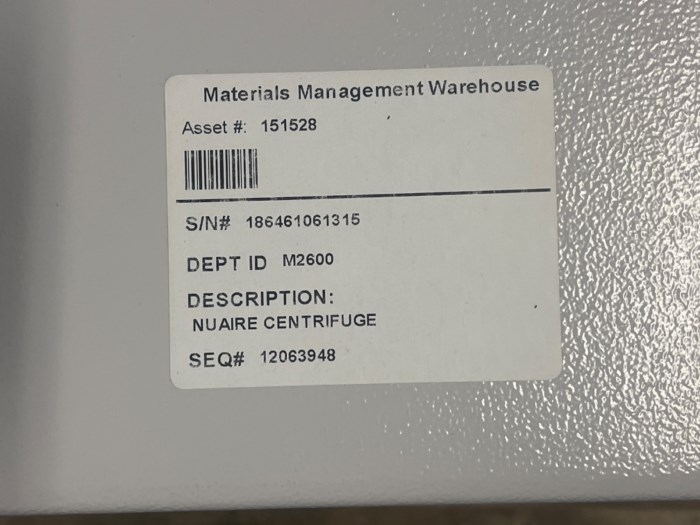 Materials Management Warehouse
Asset #: 151528
S/N# 186461061315
DEPT ID M2600
DESCRIPTION:
NUAIRE CENTRIFUGE
SEQ# 12063948